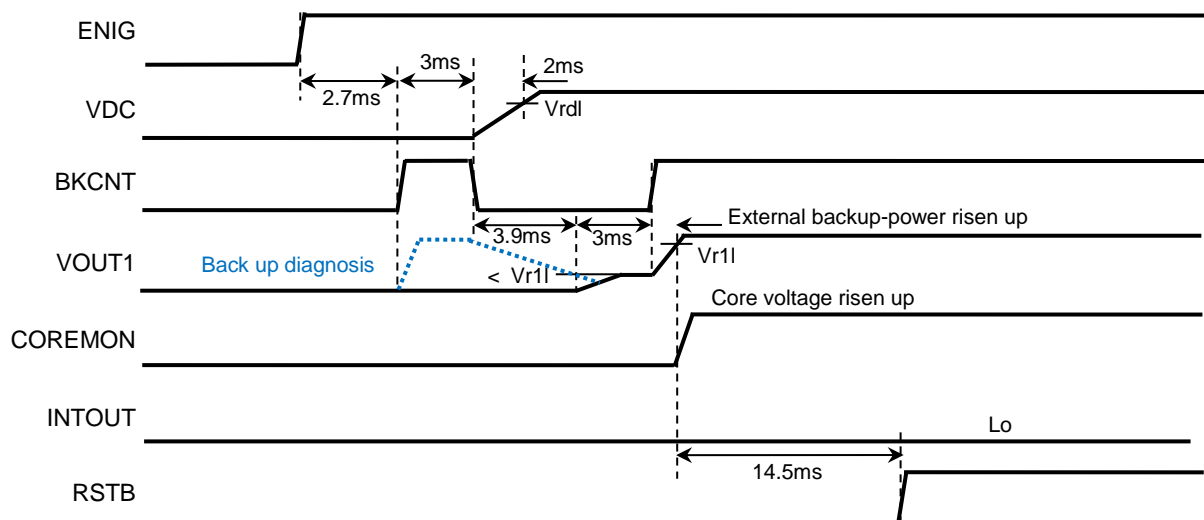 ENIG
3ms
2ms
2.7ms
VDC
Vrdl
BKCNT
External backup-power risen up
3.9ms
3ms
VOUT1
Back up diagnosis
< Vr1l
Vr1l
Core voltage risen up
COREMON
INTOUT
Lo
14.5ms
RSTB